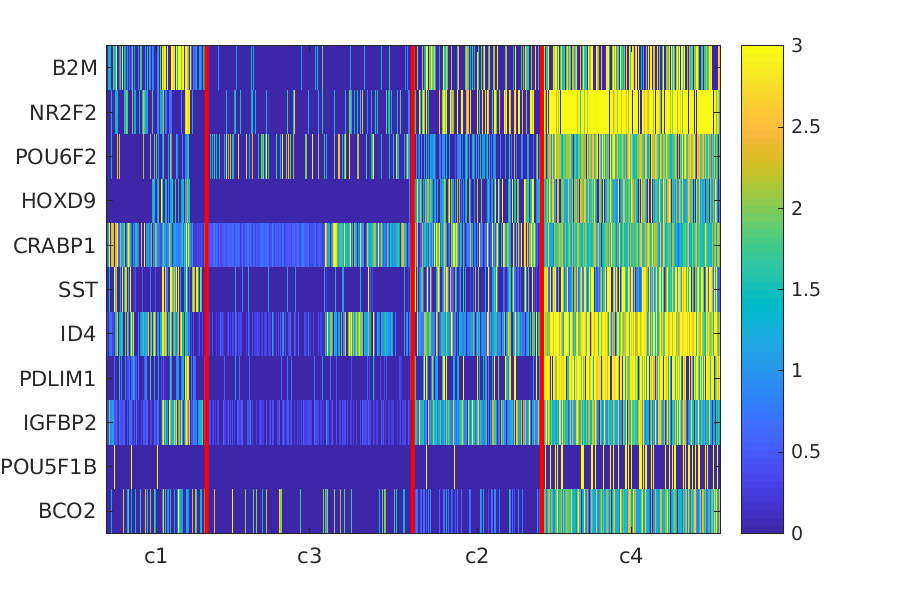 B2M
NR2F2
POU6F2
HOXD9
CRABP1
SST
ID4
PDLIM1
IGFBP2
POU5F1B
BCO2
c1 c3 c2 c4
3
2.5
2
1.5
1
0.5
0